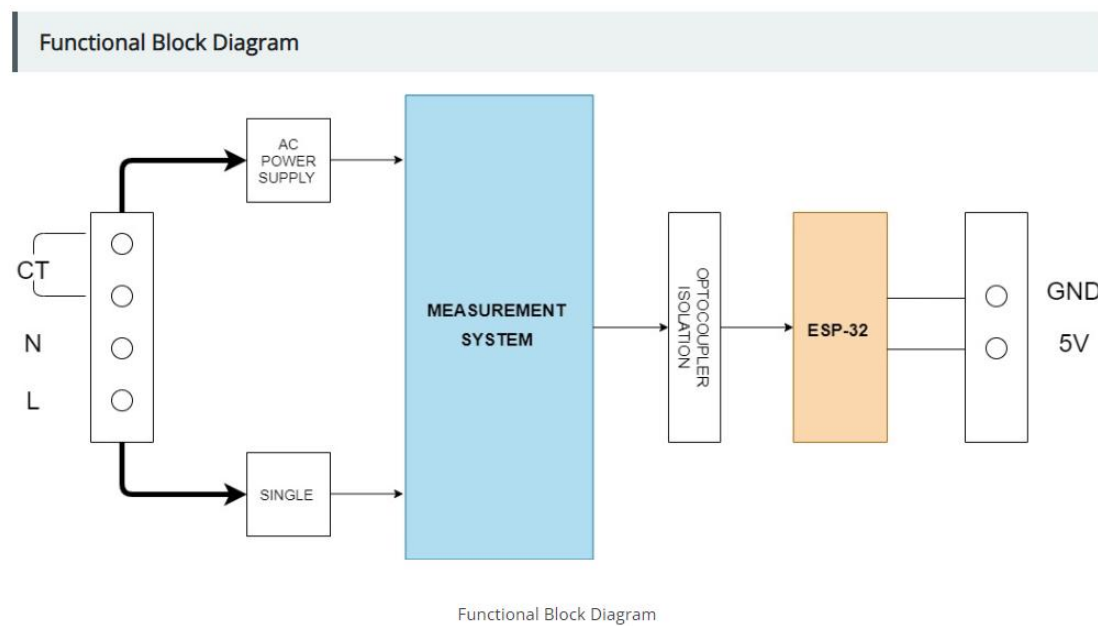 Functional Block Diagram
AC
POWER
SUPPLY
CT
N
L
MEASUREMENT
SYSTEM
OPTOCOUPLER
ISOLATION
ESP-32
GND
5V
SINGLE
Functional Block Diagram